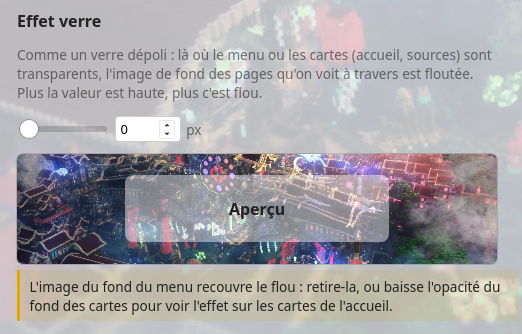 Effet verre
Comme un verre dépoli : là où le menu ou les cartes (accueil, sources) sont
transparents, l'image de fond des pages qu'on voit à travers est floutée.
Plus la valeur est haute, plus c'est flou.
0 px
Aperçu
L'image du fond du menu recouvre le flou : retire-la, ou baisse l'opacité du
fond des cartes pour voir l'effet sur les cartes de l'accueil.